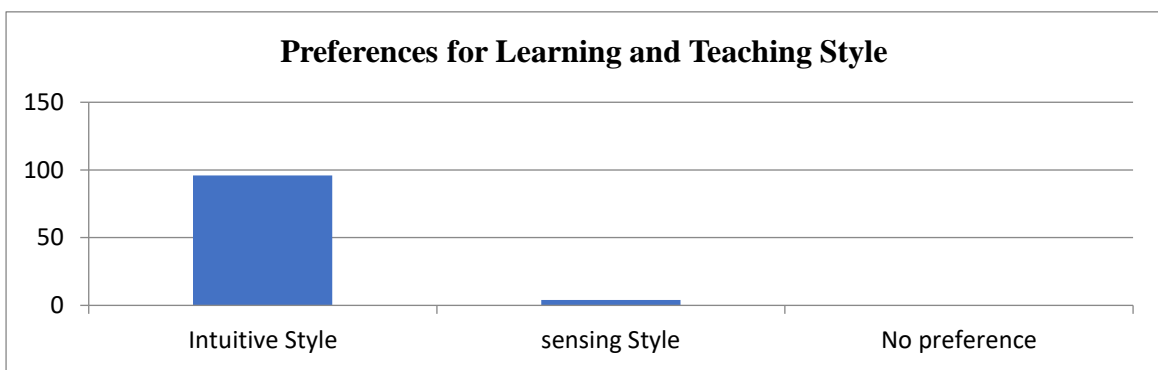 Preferences for Learning and Teaching Style
150
100
50
0
Intuitive Style
sensing Style
No preference